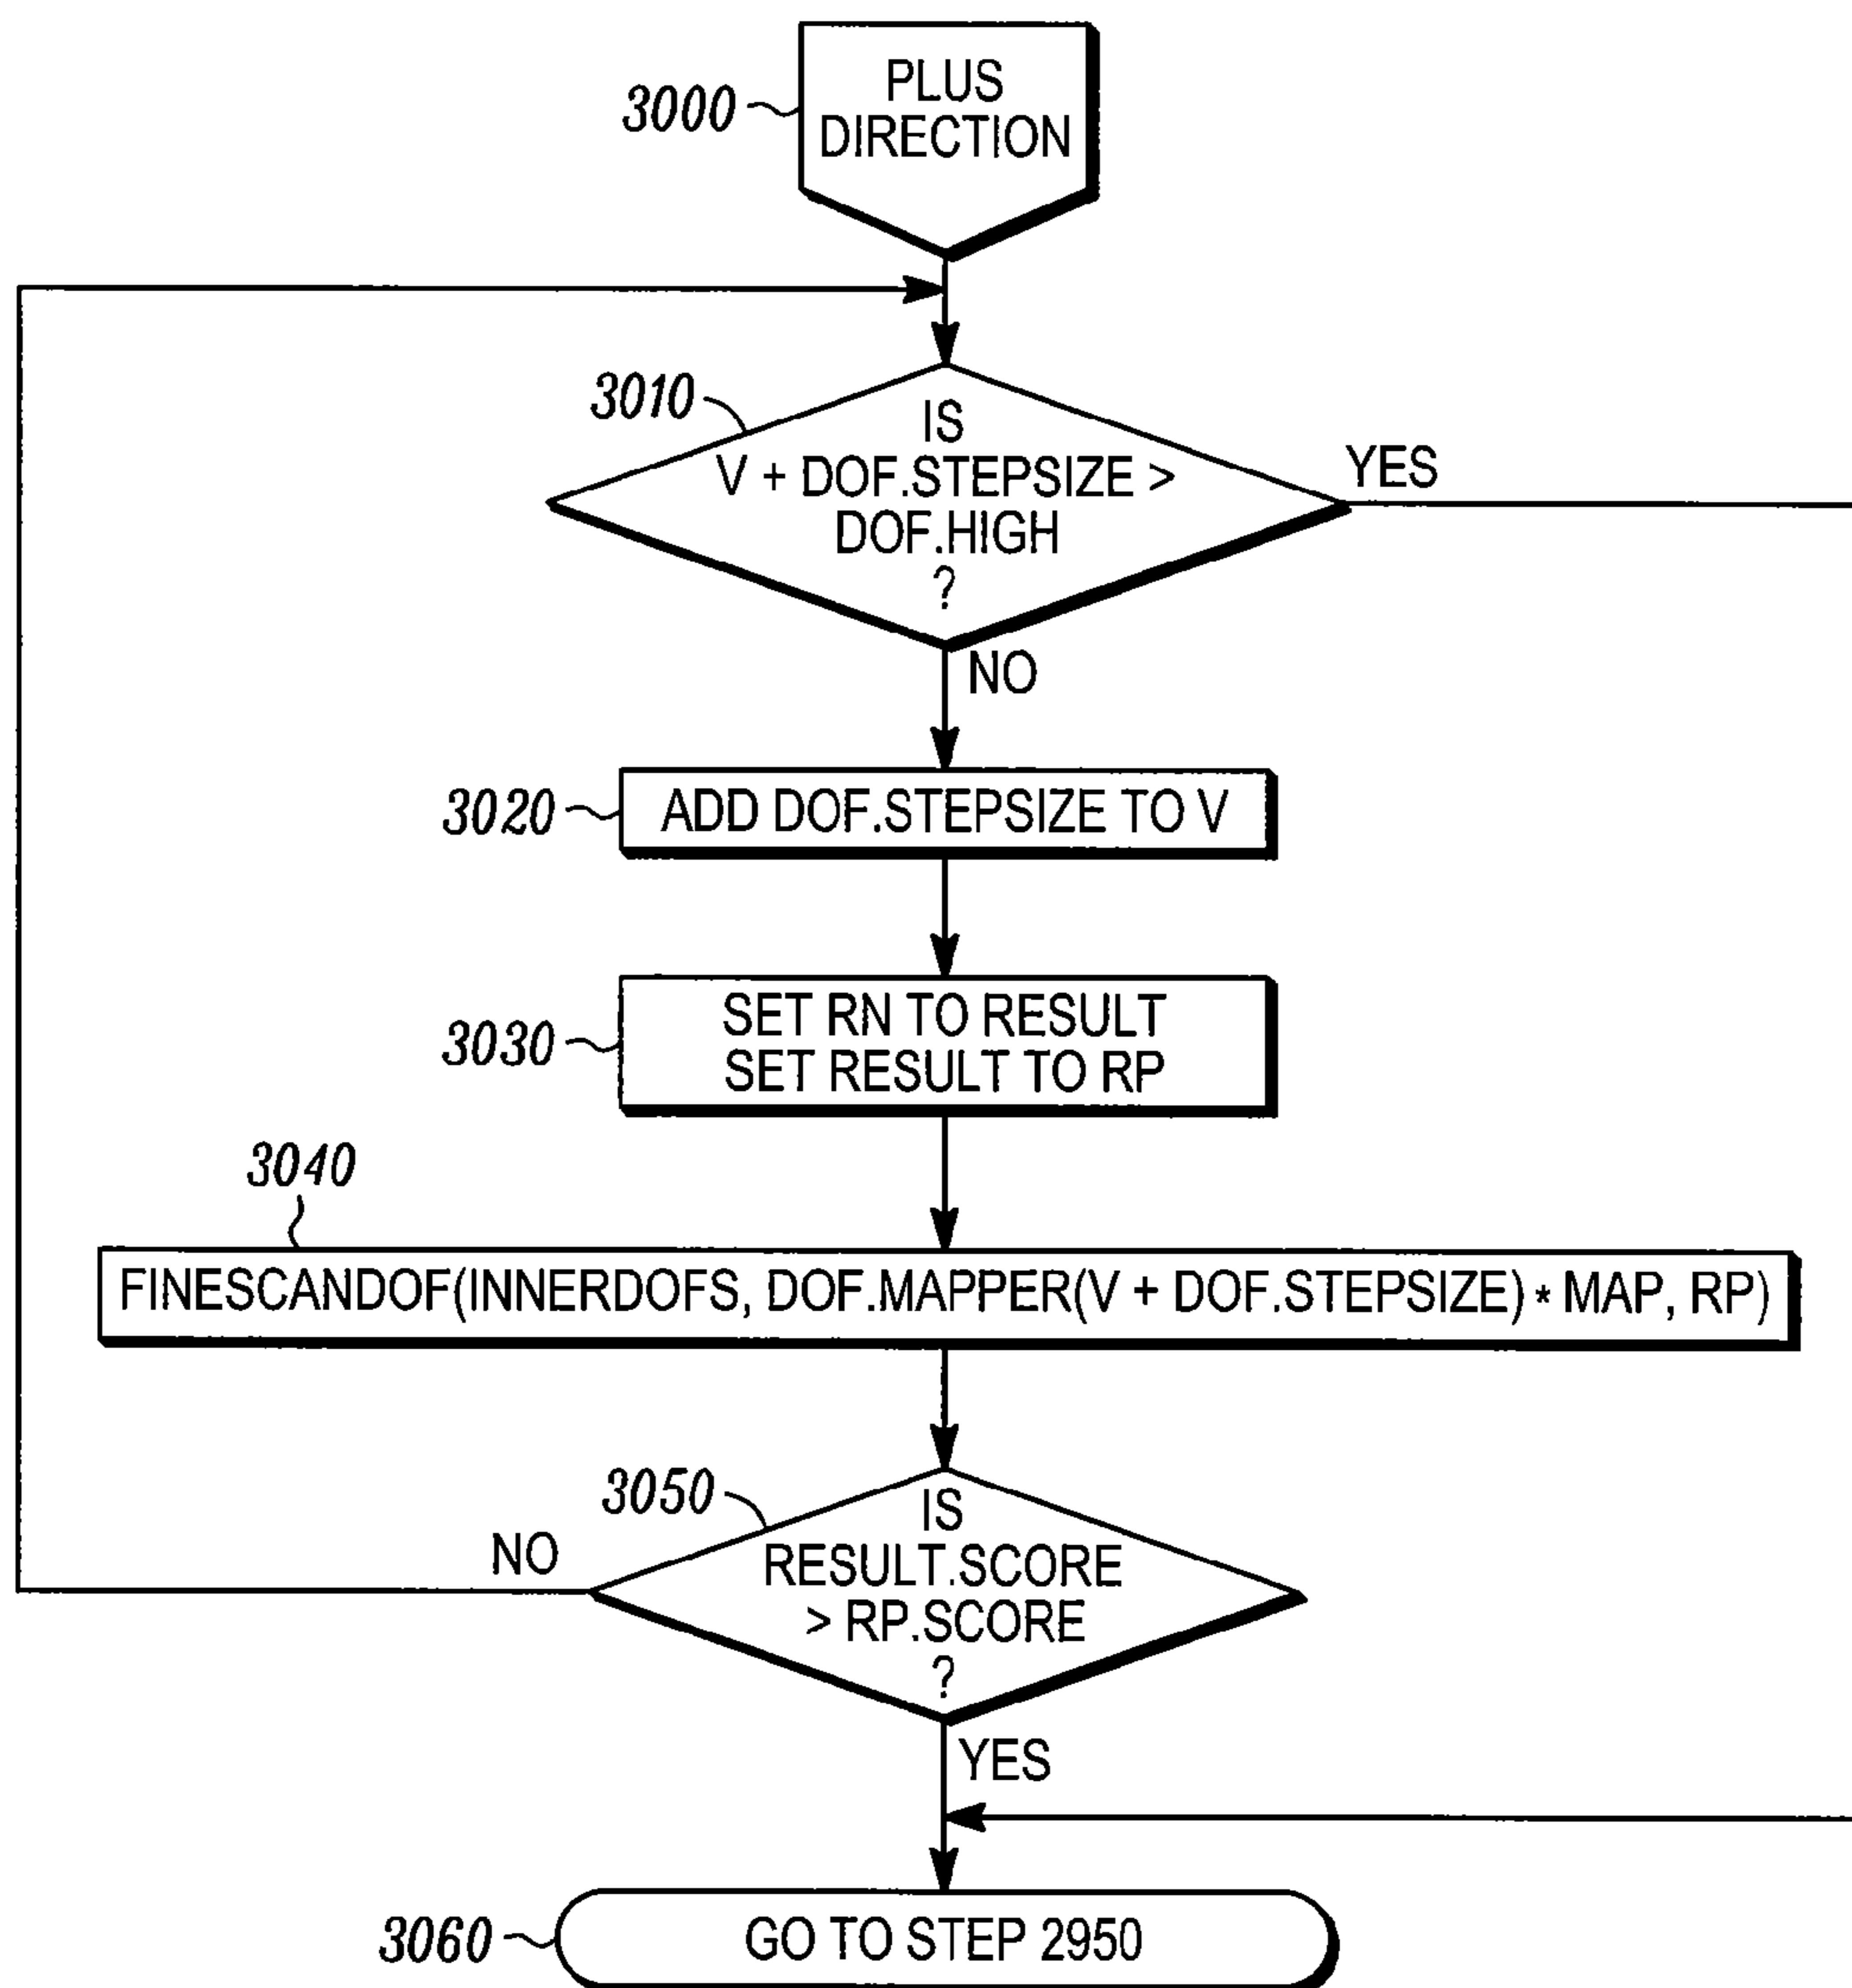 PLUS
DIRECTION
3000
3010
IS
V + DOF.STEPSIZE >
DOF.HIGH
?
YES
NO
3020
ADD DOF.STEPSIZE TO V
3030
SET RN TO RESULT
SET RESULT TO RP
3040
FINESCANDOF(INNERDOFS, DOF.MAPPER(V + DOF.STEPSIZE) * MAP, RP)
3050
IS
RESULT.SCORE
> RP.SCORE
?
NO
YES
3060
GO TO STEP 2950